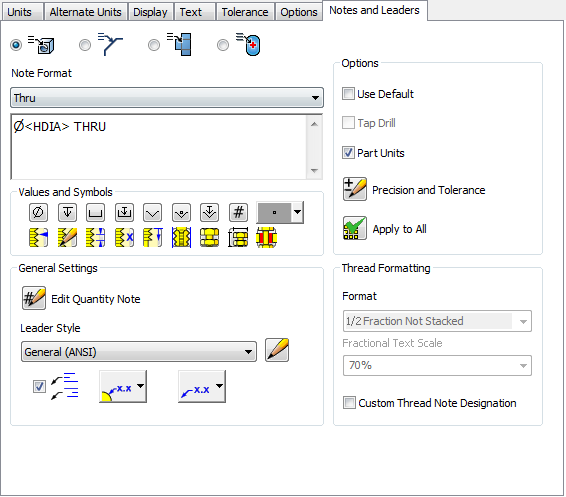 Units Alternate Units Display Text Tolerance Options Notes and Leaders
Note Format
Thru
Ø<HDIA> THRU
Values and Symbols
#
General Settings
# Edit Quantity Note
Leader Style
General (ANSI)
x.x x.x
Options
Use Default
Tap Drill
Part Units
Precision and Tolerance
Apply to All
Thread Formatting
Format
1/2 Fraction Not Stacked
Fractional Text Scale
70%
Custom Thread Note Designation